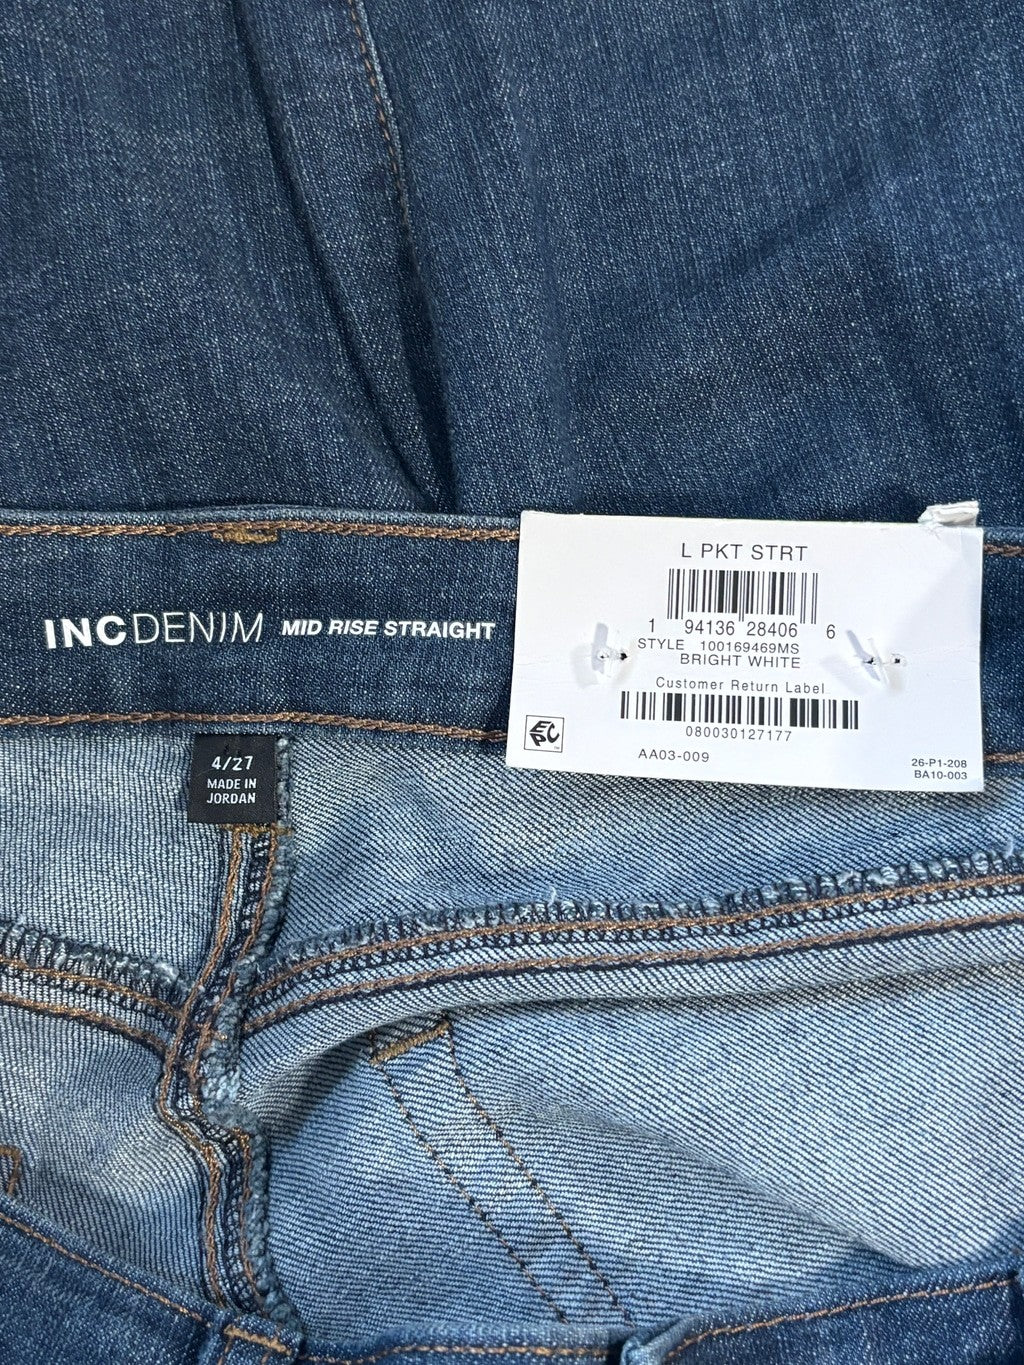 INCDENIM MID RISE STRAIGHT
4/27
MADE IN
JORDAN
L PKT STRT
1 94136 28406 6
STYLE 100169469MS
BRIGHT WHITE
Customer Return Label
080030127177
EPC
AA03-009
26-P1-208
BA10-003